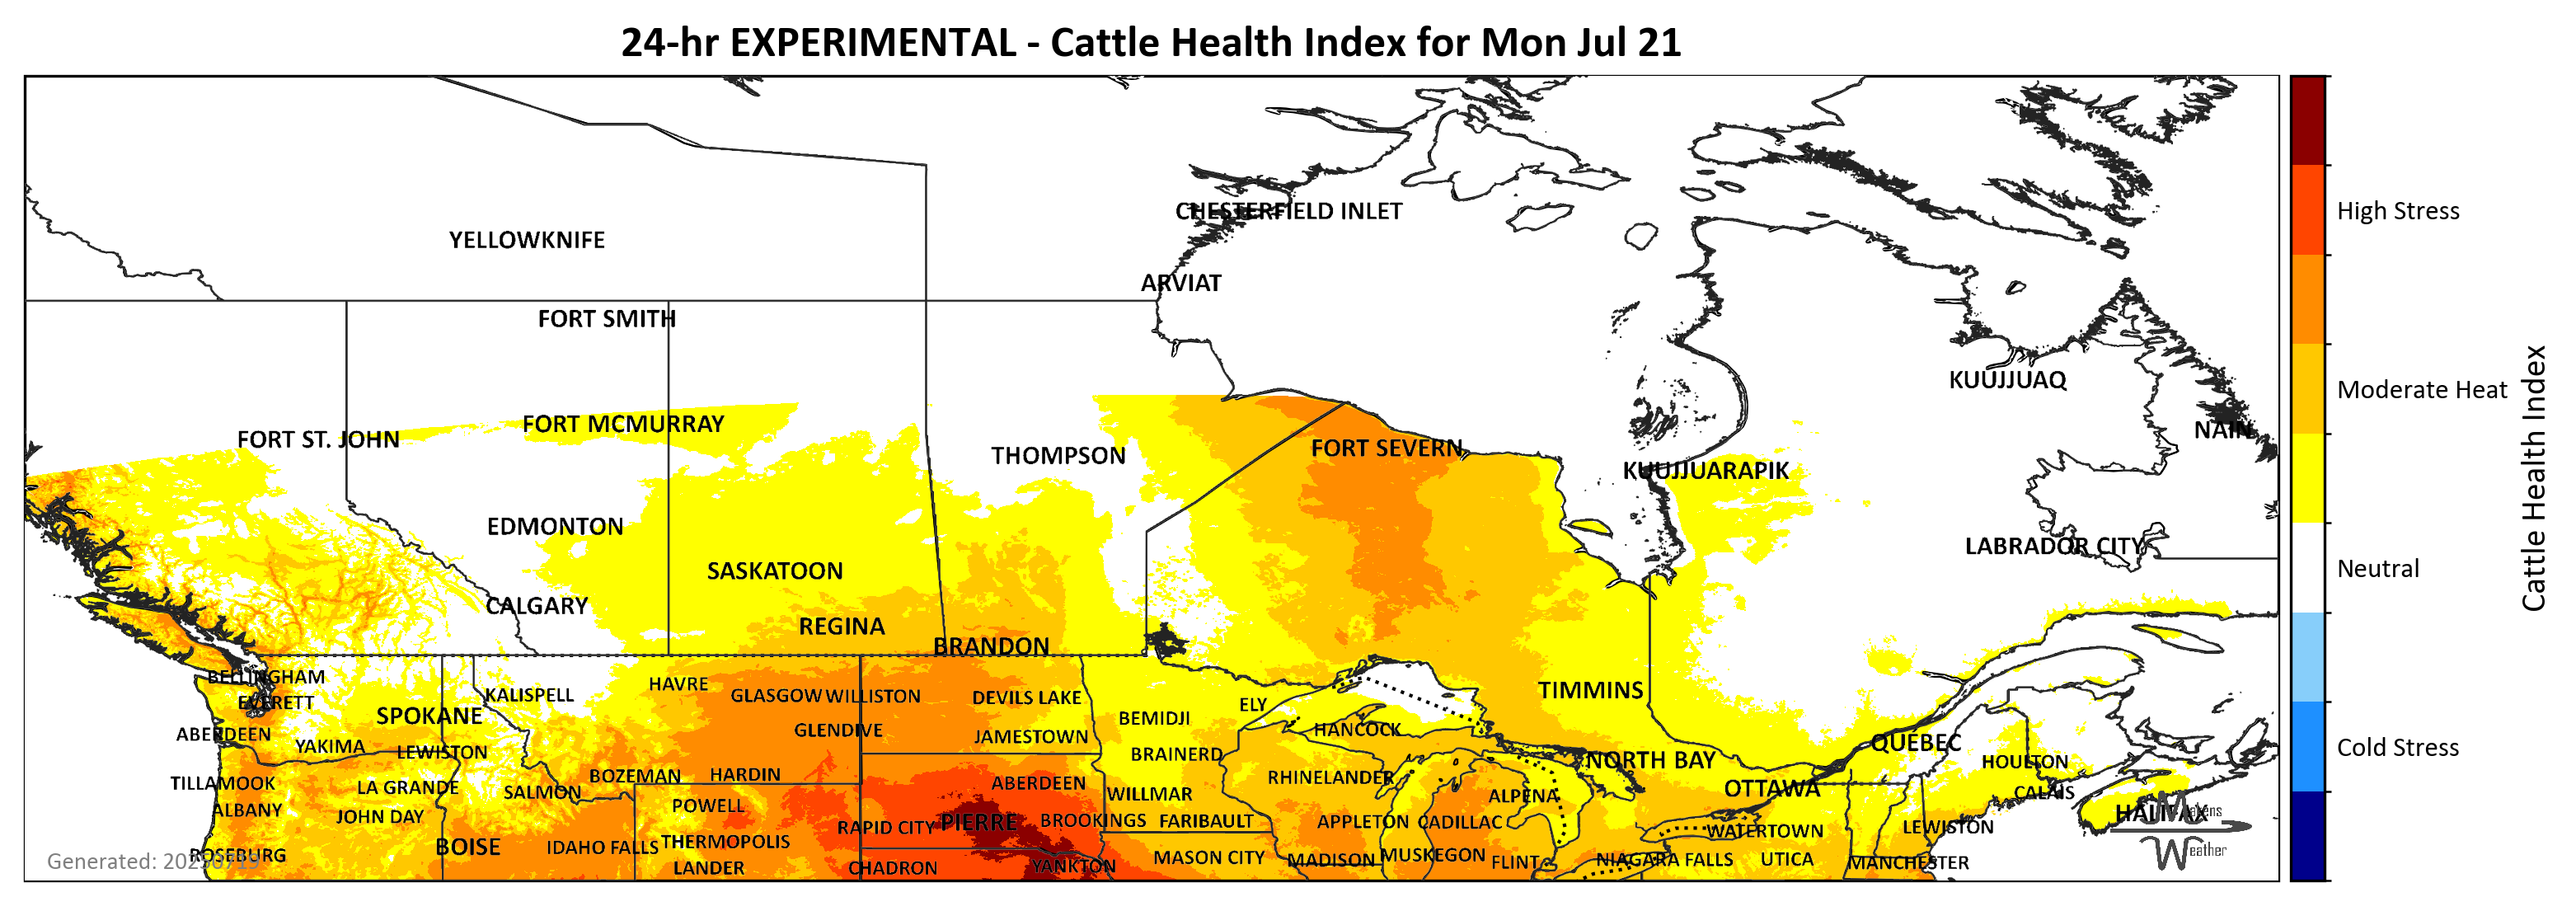 24-hr EXPERIMENTAL - Cattle Health Index for Mon Jul 21
CHESTERFIELD INLET
High Stress
YELLOWKNIFE
ARVIAT
FORT SMITH
KUUJJUAQ
Moderate Heat
FORT MCMURRAY
NAIN
FORT ST. JOHN
FORT SEVERN
THOMPSON
KUUJJUARAPIK
Cattle Health Index
EDMONTON
LABRADOR CITY
SASKATOON
Neutral
CALGARY
REGINA
BRANDON
BELLINGHAM
HAVRE
TIMMINS
KALISPELL
GLASGOW
WILLISTON
DEVILS LAKE
EVERETT
ELY
SPOKANE
BEMIDJI
GLENDIVE
HANCOCK
ABERDEEN
JAMESTOWN
QUEBEC
YAKIMA
LEWISTON
BRAINERD
Cold Stress
NORTH BAY
HOULTON
BOZEMAN
HARDIN
RHINELANDER
TILLAMOOK
LA GRANDE
ABERDEEN
OTTAWA
SALMON
WILLMAR
ALPENA
CALAIS
POWELL
ALBANY
JOHN DAY
HALIFAX
Makens
RAPID CITY
PIERRE
BROOKINGS
FARIBAULT
APPLETON
CADILLAC
WATERTOWN
LEWISTON
BOISE
IDAHO FALLS
THERMOPOLIS
Weather
ROSEBURG
MASON CITY
MADISON
MUSKEGON
FLINT
NIAGARA FALLS
UTICA
MANCHESTER
Generated: 20250719
LANDER
CHADRON
YANKTON